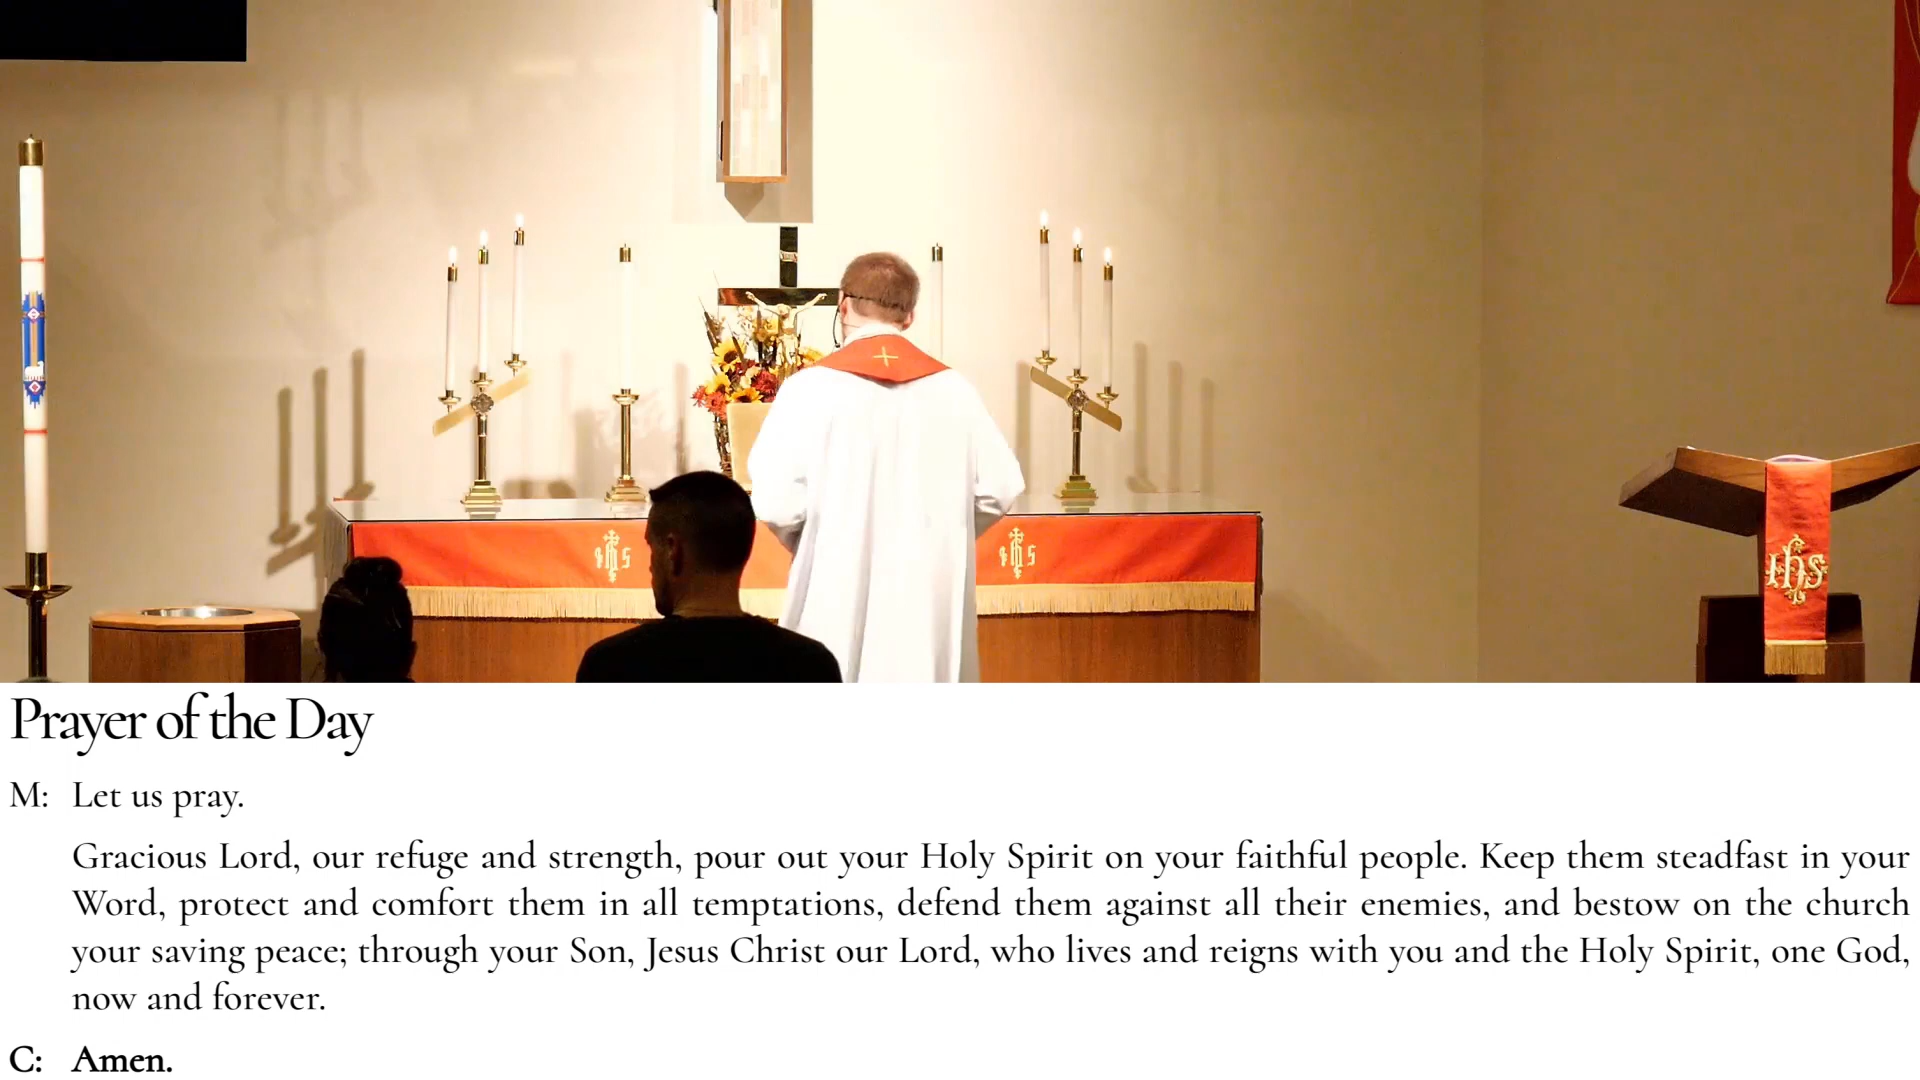 IHS
IHS
IHS
Prayer of the Day
M: Let us pray.
Gracious Lord, our refuge and strength, pour out your Holy Spirit on your faithful people. Keep them steadfast in your
Word, protect and comfort them in all temptations, defend them against all their enemies, and bestow on the church
your saving peace; through your Son, Jesus Christ our Lord, who lives and reigns with you and the Holy Spirit, one God,
now and forever.
C: Amen.